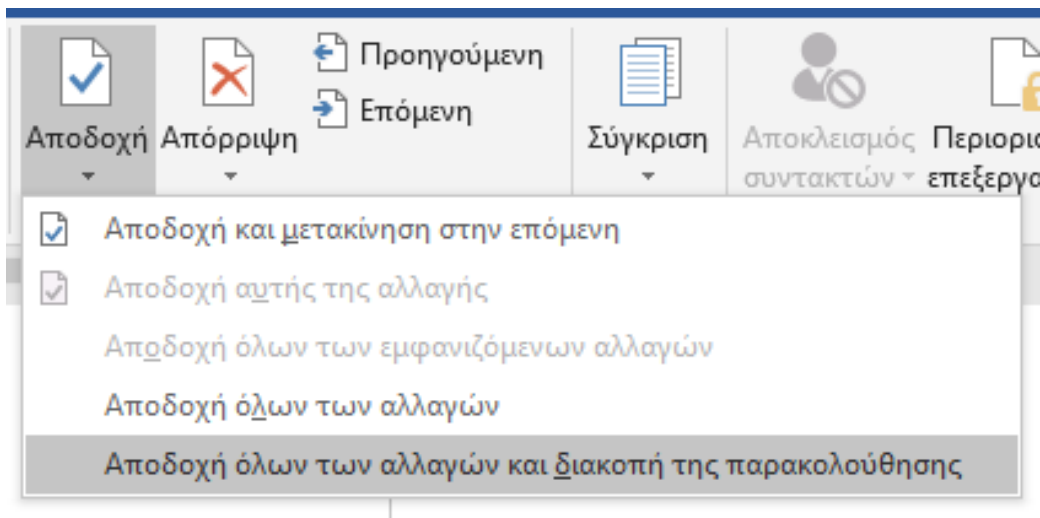 Προηγούμενη
Επόμενη
Αποδοχή
Απόρριψη
Σύγκριση
Αποκλεισμός
συντακτών
Αποδοχή και μετακίνηση στην επόμενη
Αποδοχή αυτής της αλλαγής
Αποδοχή όλων των εμφανιζόμενων αλλαγών
Αποδοχή όλων των αλλαγών
Αποδοχή όλων των αλλαγών και διακοπή της παρακολούθησης